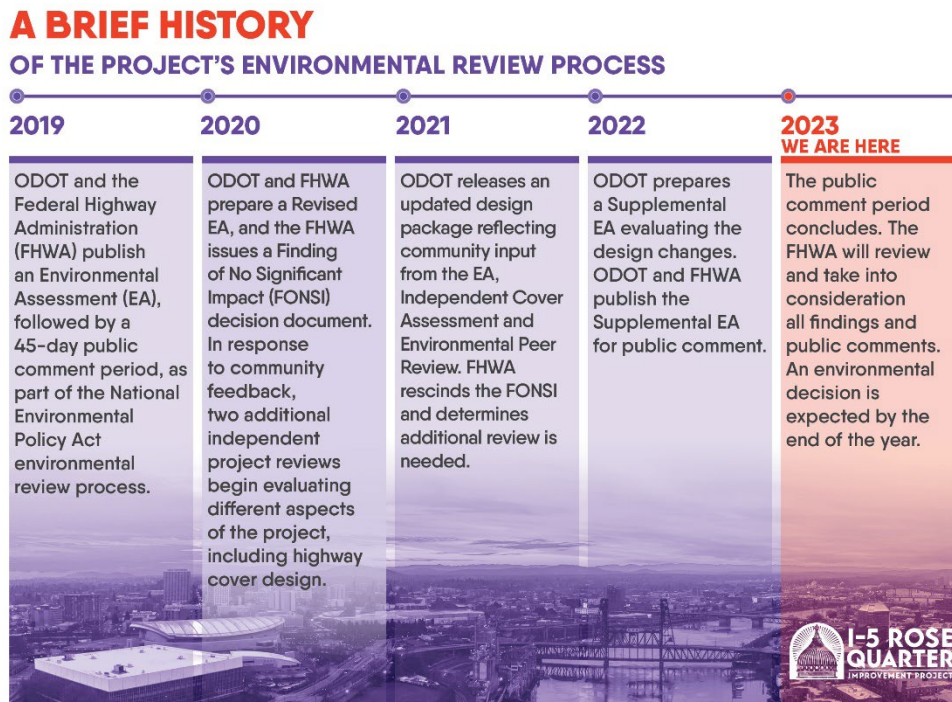 A BRIEF HISTORY
OF THE PROJECT'S ENVIRONMENTAL REVIEW PROCESS
2019
ODOT and the
Federal Highway
Administration
(FHWA) publish
an Environmental
Assessment (EA),
followed by a
45-day public
comment period, as
part of the National
Environmental
Policy Act
environmental
review process.
2020
ODOT and FHWA
prepare a Revised
EA, and the FHWA
issues a Finding
of No Significant
Impact (FONSI)
decision document.
In response
to community
feedback,
two additional
independent
project reviews
begin evaluating
different aspects
of the project,
including highway
cover design.
2021
ODOT releases an
updated design
package reflecting
community input
from the EA,
Independent Cover
Assessment and
Environmental Peer
Review. FHWA
rescinds the FONSI
and determines
additional review is
needed.
2022
ODOT prepares
a Supplemental
EA evaluating the
design changes.
ODOT and FHWA
publish the
Supplemental EA
for public comment.
2023
WE ARE HERE
The public
comment period
concludes. The
FHWA will review
and take into
consideration
all findings and
public comments.
An environmental
decision is
expected by the
end of the year.
I-5 ROSE
QUARTER
IMPROVEMENT PROJECT